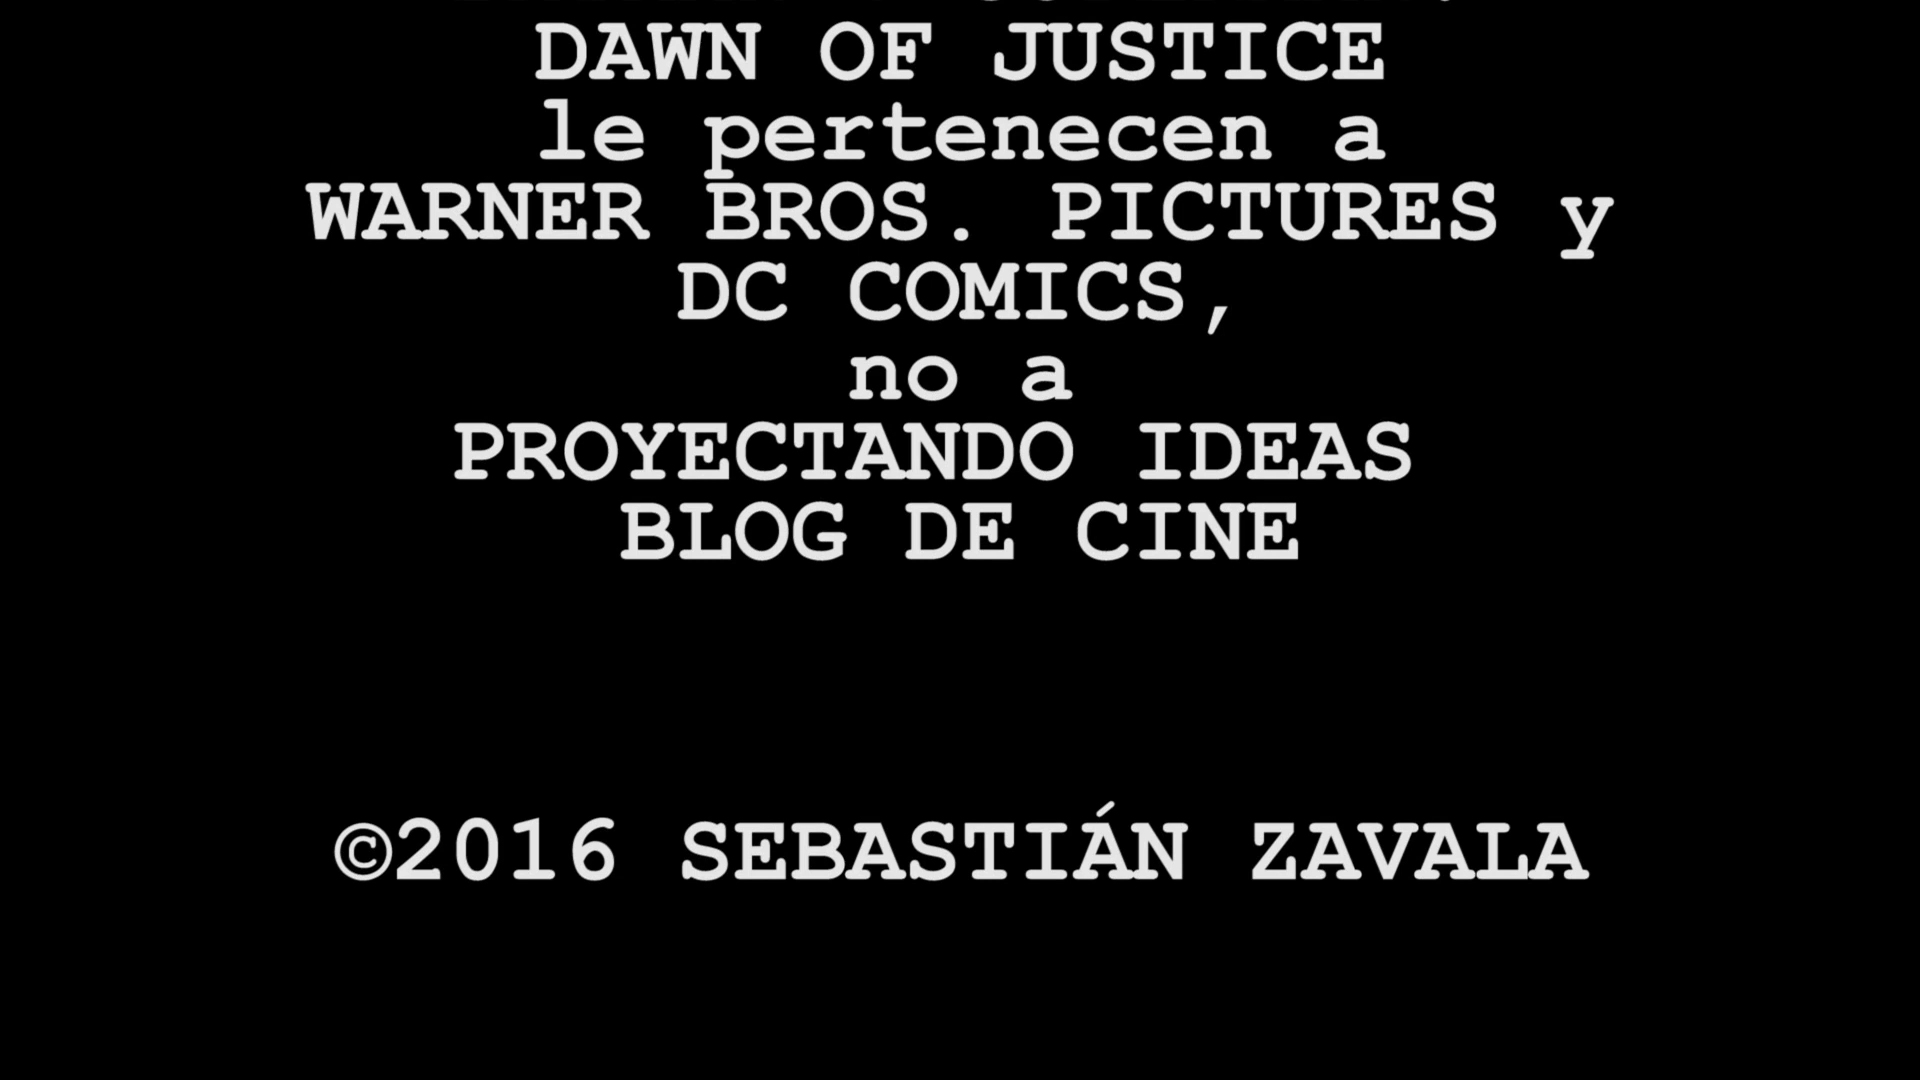 DAWN OF JUSTICE
le pertenecen a
WARNER BROS. PICTURES y
DC COMICS,
no a
PROYECTANDO IDEAS
BLOG DE CINE
©2016 SEBASTIÁN ZAVALA